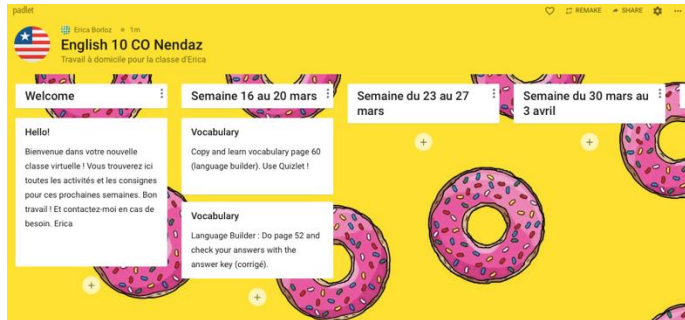 padlet
REMAKE
SHARE
Erica Borloz • 1m
English 10 CO Nendaz
Travail à domicile pour la classe d'Erica
Welcome
Hello!
Bienvenue dans votre nouvelle
classe virtuelle ! Vous trouverez ici
toutes les activités et les consignes
pour ces prochaines semaines. Bon
travail ! Et contactez-moi en cas de
besoin. Erica
Semaine 16 au 20 mars
Vocabulary
Copy and learn vocabulary page 60
(language builder). Use Quizlet !
Vocabulary
Language Builder : Do page 52 and
check your answers with the
answer key (corrigé).
Semaine du 23 au 27
mars
Semaine du 30 mars au
3 avril